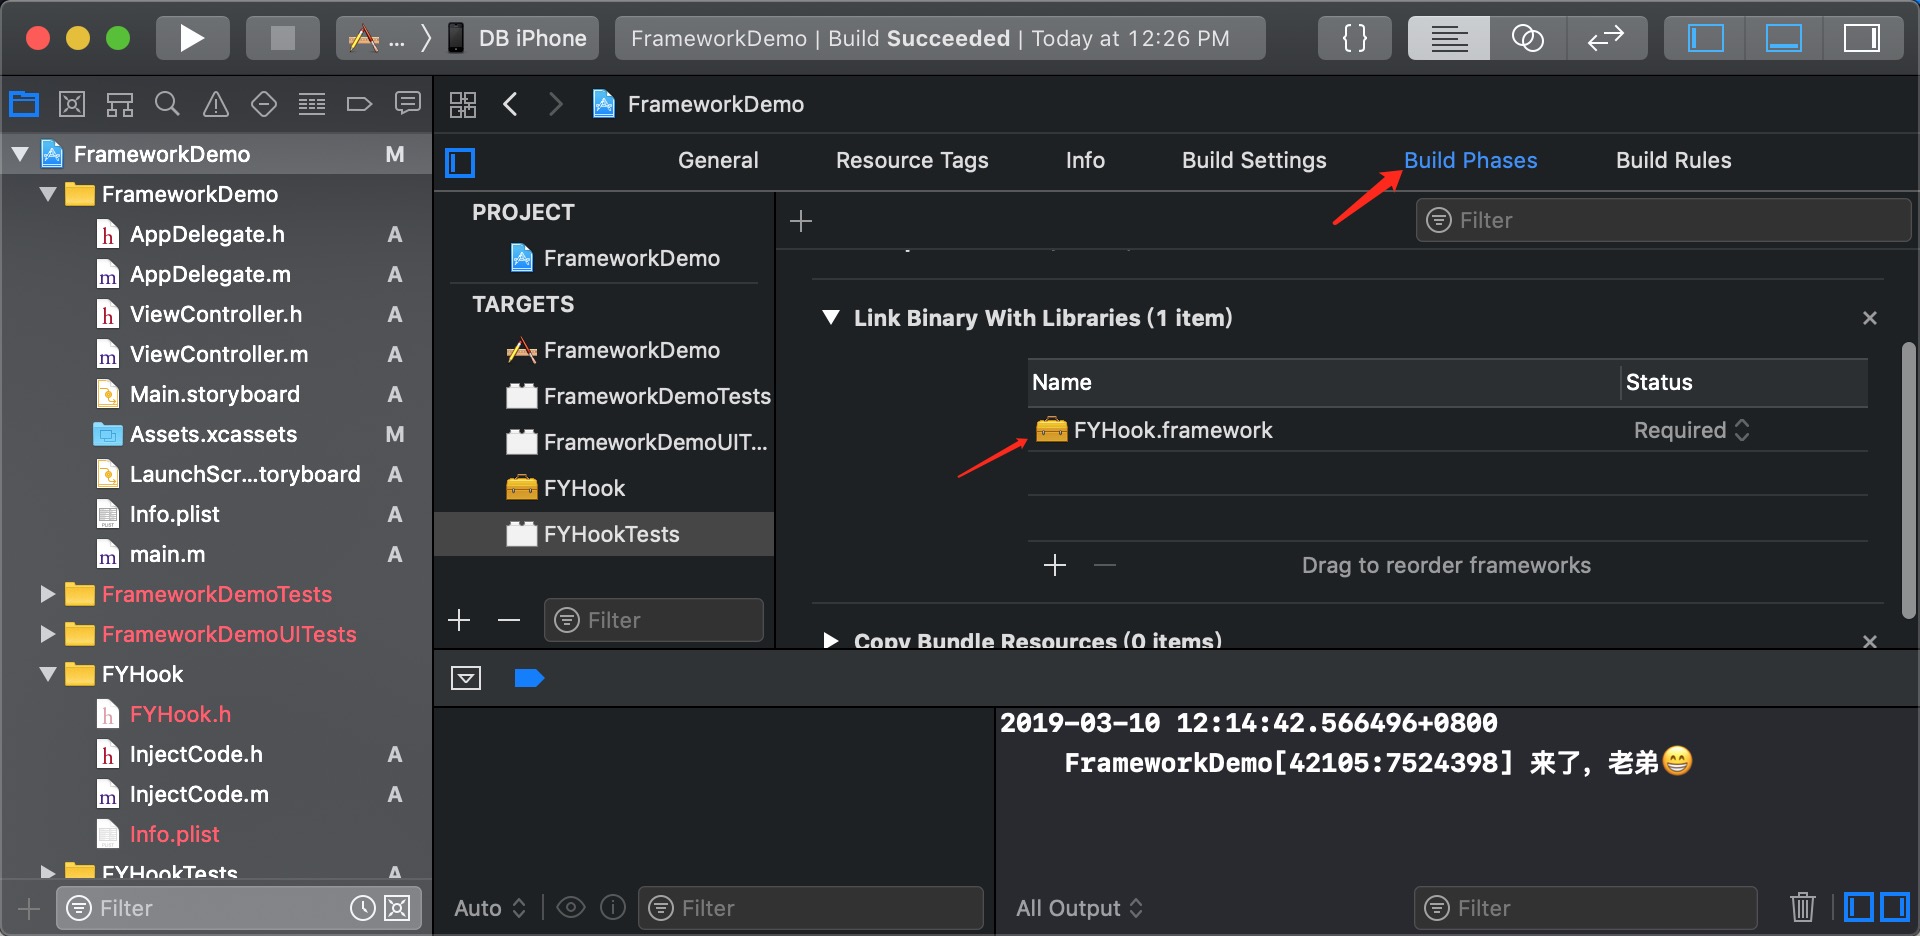 ... DB iPhone
FrameworkDemo | Build Succeeded | Today at 12:26 PM
{ }
FrameworkDemo
FrameworkDemo M
FrameworkDemo
AppDelegate.h A
AppDelegate.m A
ViewController.h A
ViewController.m A
Main.storyboard A
Assets.xcassets M
LaunchScr...toryboard A
Info.plist A
main.m A
FrameworkDemoTests
FrameworkDemoUITests
FYHook
FYHook.h
InjectCode.h A
InjectCode.m A
Info.plist
FYHookTests A
Filter
General Resource Tags Info Build Settings Build Phases Build Rules
PROJECT
FrameworkDemo
TARGETS
FrameworkDemo
FrameworkDemoTests
FrameworkDemoUIT...
FYHook
FYHookTests
Filter
Filter
Link Binary With Libraries (1 item)
Name Status
FYHook.framework Required
Drag to reorder frameworks
Copy Bundle Resources (0 items)
2019-03-10 12:14:42.566496+0800
FrameworkDemo[42105:7524398] 来了，老弟😁
Auto Filter
All Output Filter